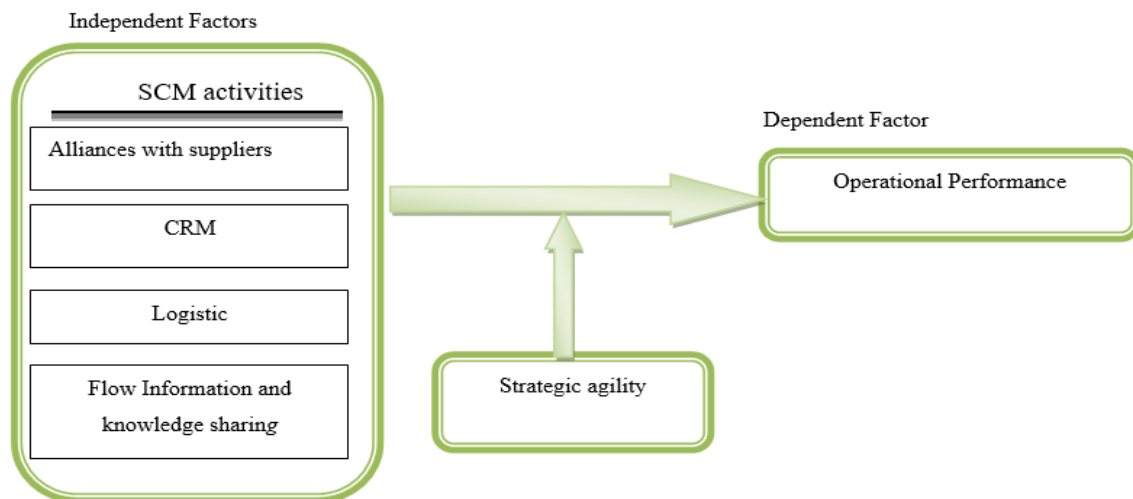 Independent Factors
SCM activities
Alliances with suppliers
CRM
Logistic
Flow Information and
knowledge sharing
Dependent Factor
Operational Performance
Strategic agility